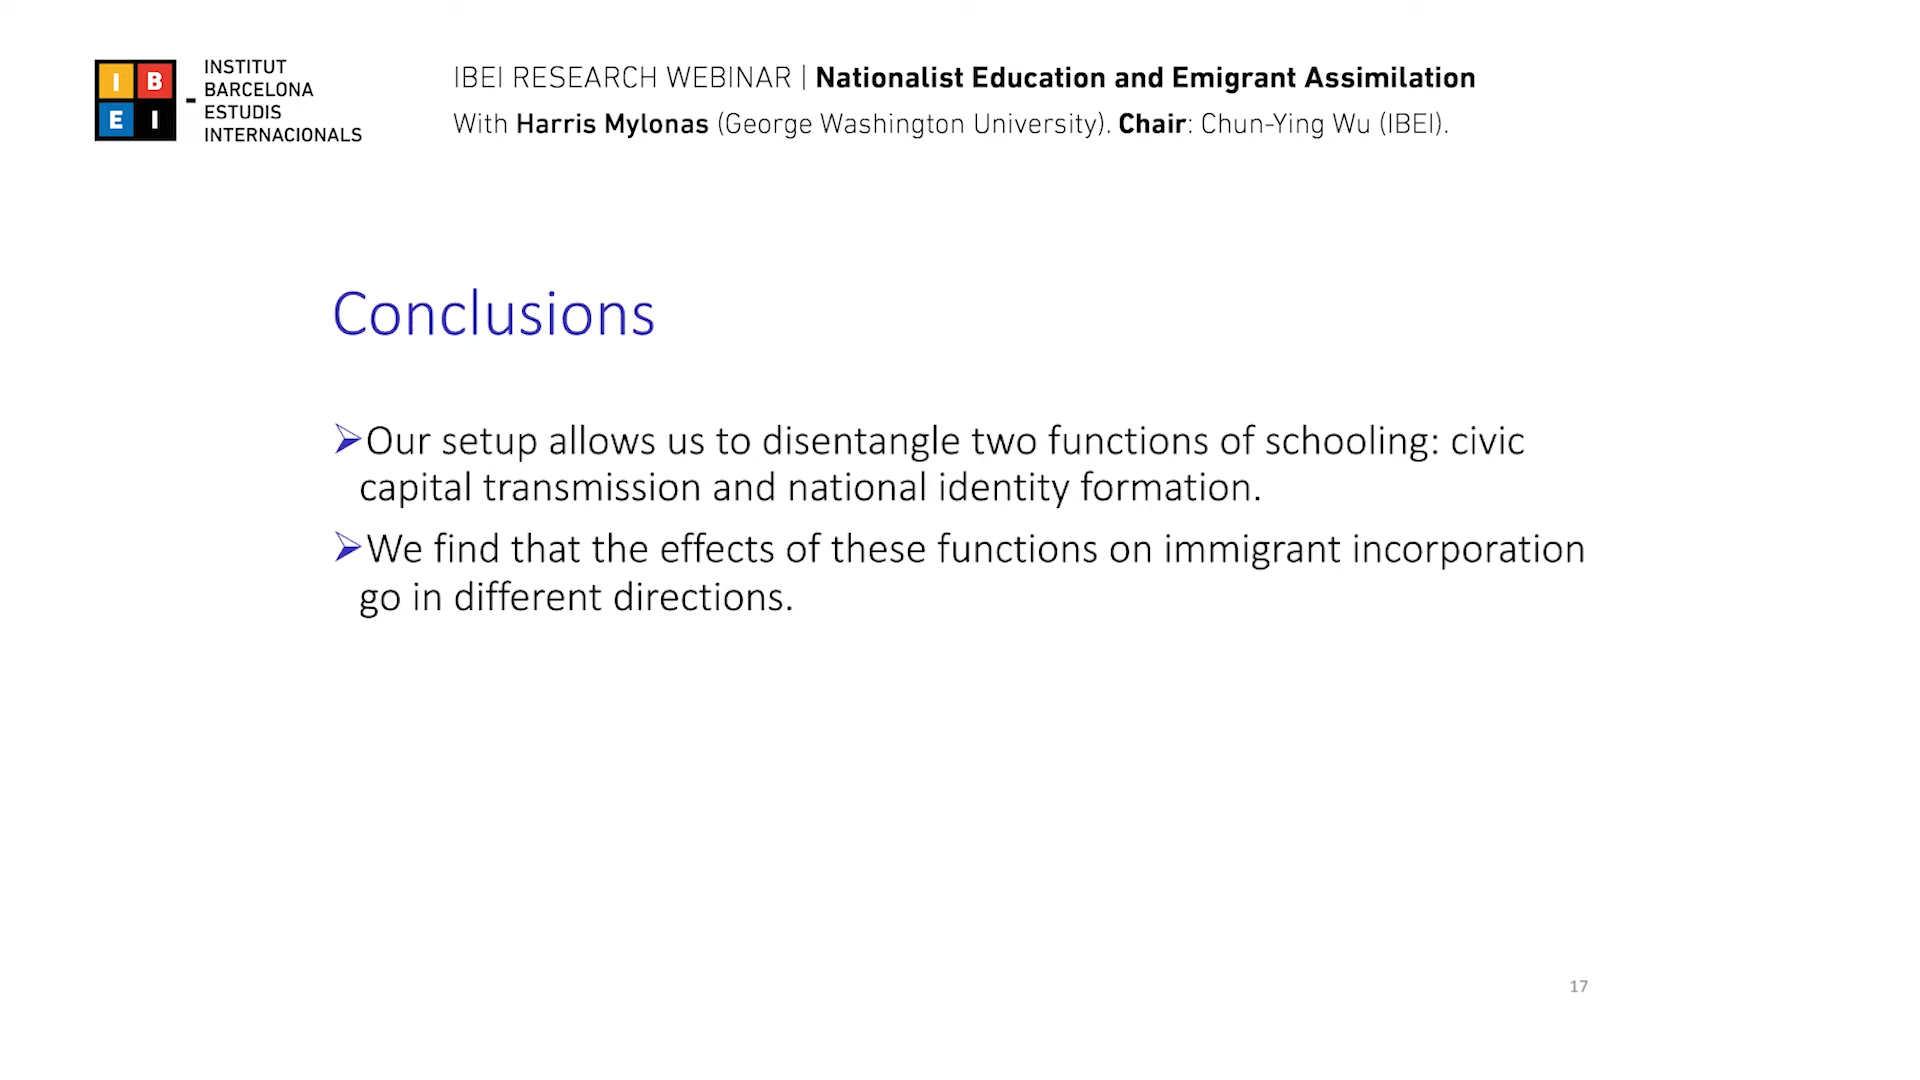 I B
E I
INSTITUT
BARCELONA
ESTUDIS
INTERNACIONALS
IBEI RESEARCH WEBINAR | Nationalist Education and Emigrant Assimilation
With Harris Mylonas (George Washington University). Chair: Chun-Ying Wu (IBEI).
Conclusions
Our setup allows us to disentangle two functions of schooling: civic
capital transmission and national identity formation.
We find that the effects of these functions on immigrant incorporation
go in different directions.
17